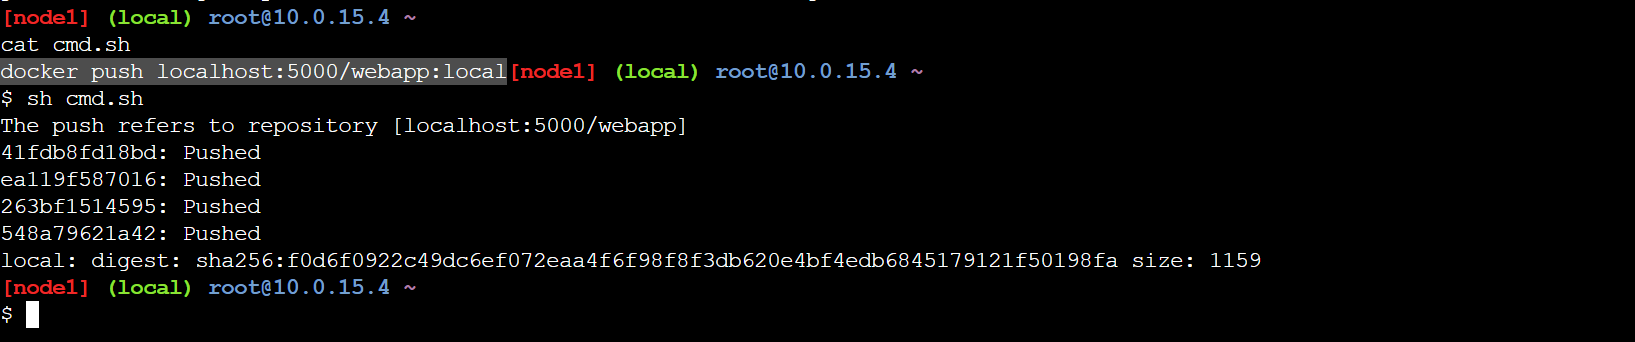 [node1] (local) root@10.0.15.4 ~
cat cmd.sh
docker push localhost:5000/webapp:local[node1] (local) root@10.0.15.4 ~
$ sh cmd.sh
The push refers to repository [localhost:5000/webapp]
41fdb8fd18bd: Pushed
ea119f587016: Pushed
263bf1514595: Pushed
548a79621a42: Pushed
local: digest: sha256:f0d6f0922c49dc6ef072eaa4f6f98f8f3db620e4bf4edb6845179121f50198fa size: 1159
[node1] (local) root@10.0.15.4 ~
$